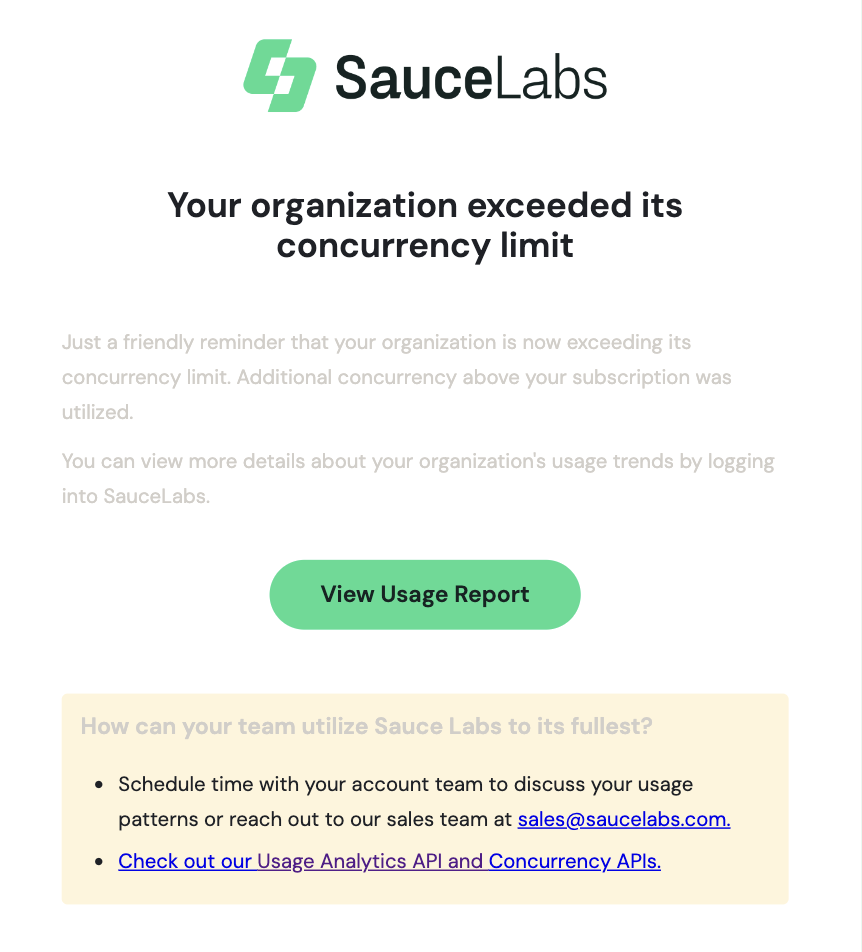 SauceLabs
Your organization exceeded its
concurrency limit
Just a friendly reminder that your organization is now exceeding its
concurrency limit. Additional concurrency above your subscription was
utilized.
You can view more details about your organization's usage trends by logging
into SauceLabs.
View Usage Report
How can your team utilize Sauce Labs to its fullest?
• Schedule time with your account team to discuss your usage
patterns or reach out to our sales team at sales@saucelabs.com.
• Check out our Usage Analytics API and Concurrency APIs.